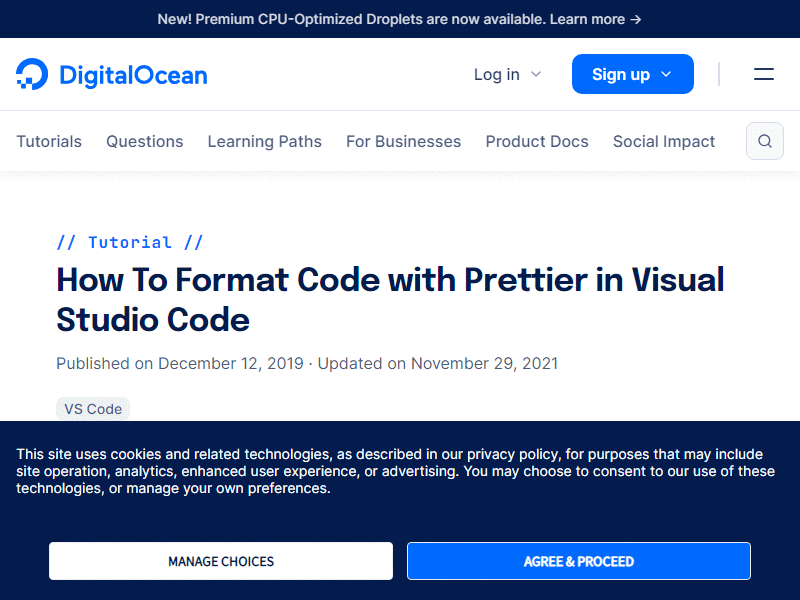 New! Premium CPU-Optimized Droplets are now available. Learn more →
DigitalOcean
Log in
Sign up
Tutorials
Questions
Learning Paths
For Businesses
Product Docs
Social Impact
// Tutorial //
How To Format Code with Prettier in Visual
Studio Code
Published on December 12, 2019 · Updated on November 29, 2021
VS Code
This site uses cookies and related technologies, as described in our privacy policy, for purposes that may include
site operation, analytics, enhanced user experience, or advertising. You may choose to consent to our use of these
technologies, or manage your own preferences.
MANAGE CHOICES
AGREE & PROCEED